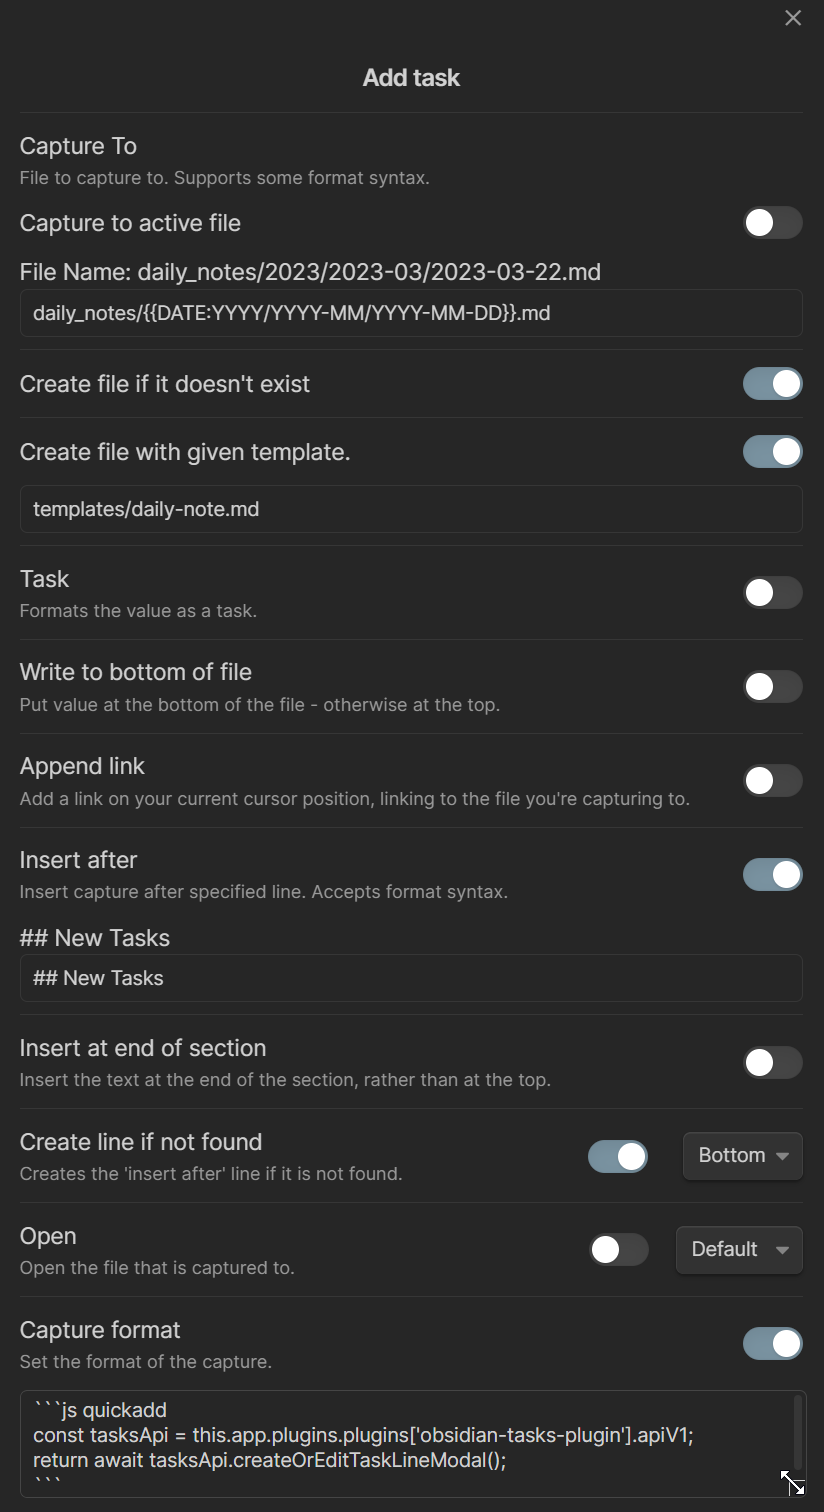 Add task
Capture To
File to capture to. Supports some format syntax.
Capture to active file
File Name: daily_notes/2023/2023-03/2023-03-22.md
daily_notes/{{DATE:YYYY/YYYY-MM/YYYY-MM-DD}}.md
Create file if it doesn't exist
Create file with given template.
templates/daily-note.md
Task
Formats the value as a task.
Write to bottom of file
Put value at the bottom of the file - otherwise at the top.
Append link
Add a link on your current cursor position, linking to the file you're capturing to.
Insert after
Insert capture after specified line. Accepts format syntax.
## New Tasks
## New Tasks
Insert at end of section
Insert the text at the end of the section, rather than at the top.
Create line if not found
Bottom
Creates the 'insert after' line if it is not found.
Open
Default
Open the file that is captured to.
Capture format
Set the format of the capture.
```js quickadd
const tasksApi = this.app.plugins.plugins['obsidian-tasks-plugin'].apiV1;
return await tasksApi.createOrEditTaskLineModal();
```